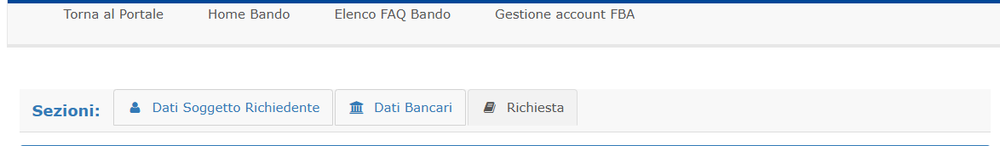 Torna al Portale Home Bando Elenco FAQ Bando Gestione account FBA
Sezioni: Dati Soggetto Richiedente Dati Bancari Richiesta